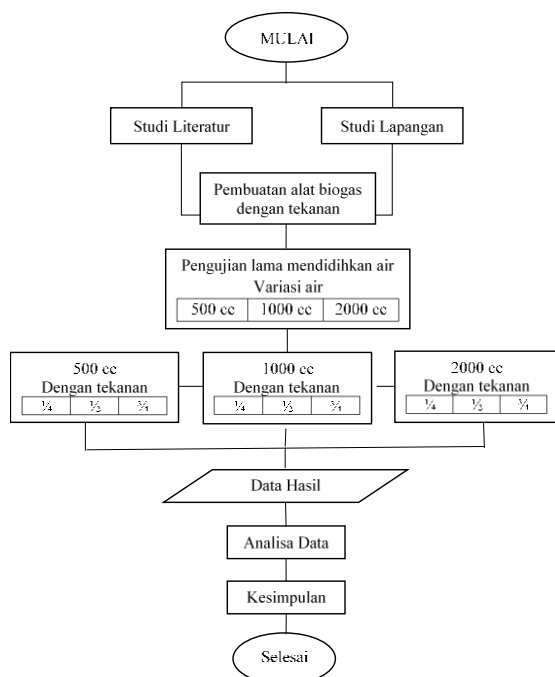 MULAI
Studi Literatur
Studi Lapangan
Pembuatan alat biogas
dengan tekanan
Pengujian lama mendidihkan air
Variasi air
500 cc 1000 cc 2000 cc
500 cc
Dengan tekanan
¼ ½ ¾
1000 cc
Dengan tekanan
¼ ½ ¾
2000 cc
Dengan tekanan
¼ ½ ¾
Data Hasil
Analisa Data
Kesimpulan
Selesai